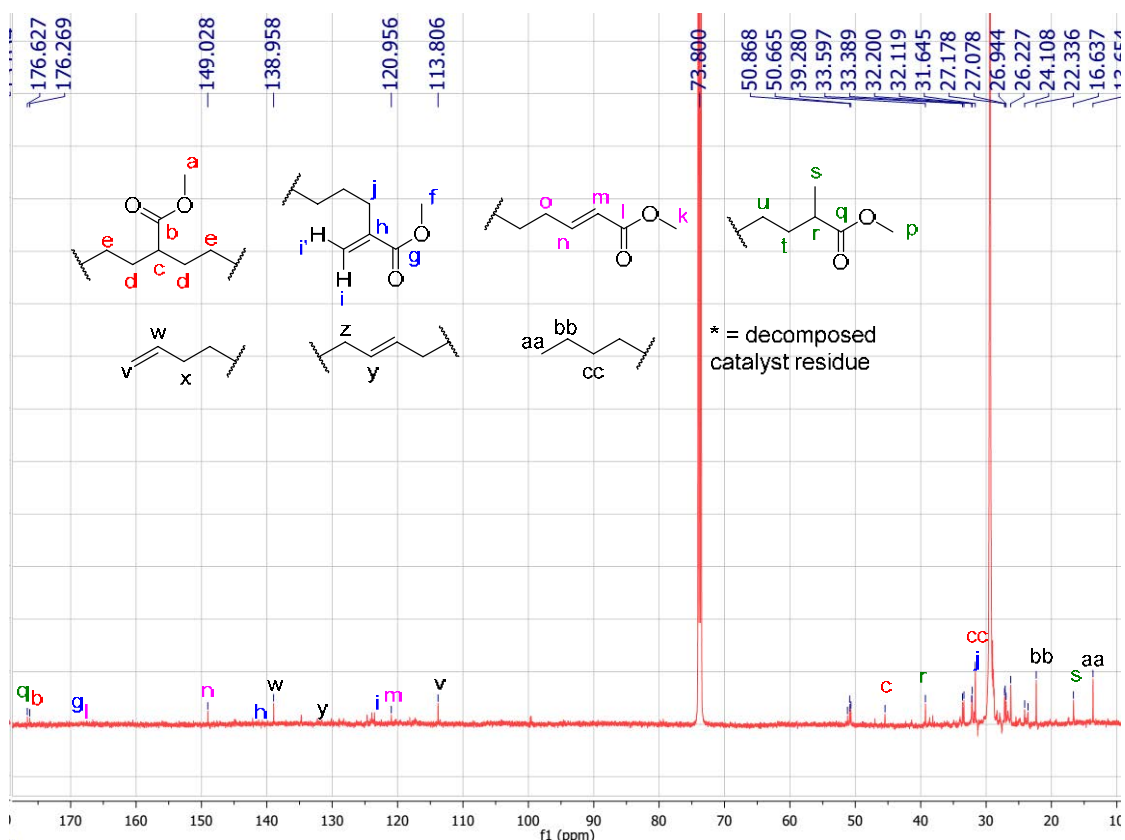 176.627
176.269
149.028
138.958
120.956
113.806
73.800
50.868
50.665
39.280
33.597
33.389
32.200
32.119
31.645
27.178
27.078
26.944
26.227
24.108
22.336
16.637
13.654
a
O
O
b
e
e
c
d
d
j
f
H
h
i'
O
g
H
O
i
o
m
l
k
O
n
O
s
u
q
O
p
r
t
O
w
v
x
z
y
bb
aa
cc
* = decomposed
catalyst residue
q
b
g
l
n
h
w
y
i
m
v
c
r
cc
j
bb
s
aa
170 160 150 140 130 120 110 100 90 80 70 60 50 40 30 20 10
f1 (ppm)